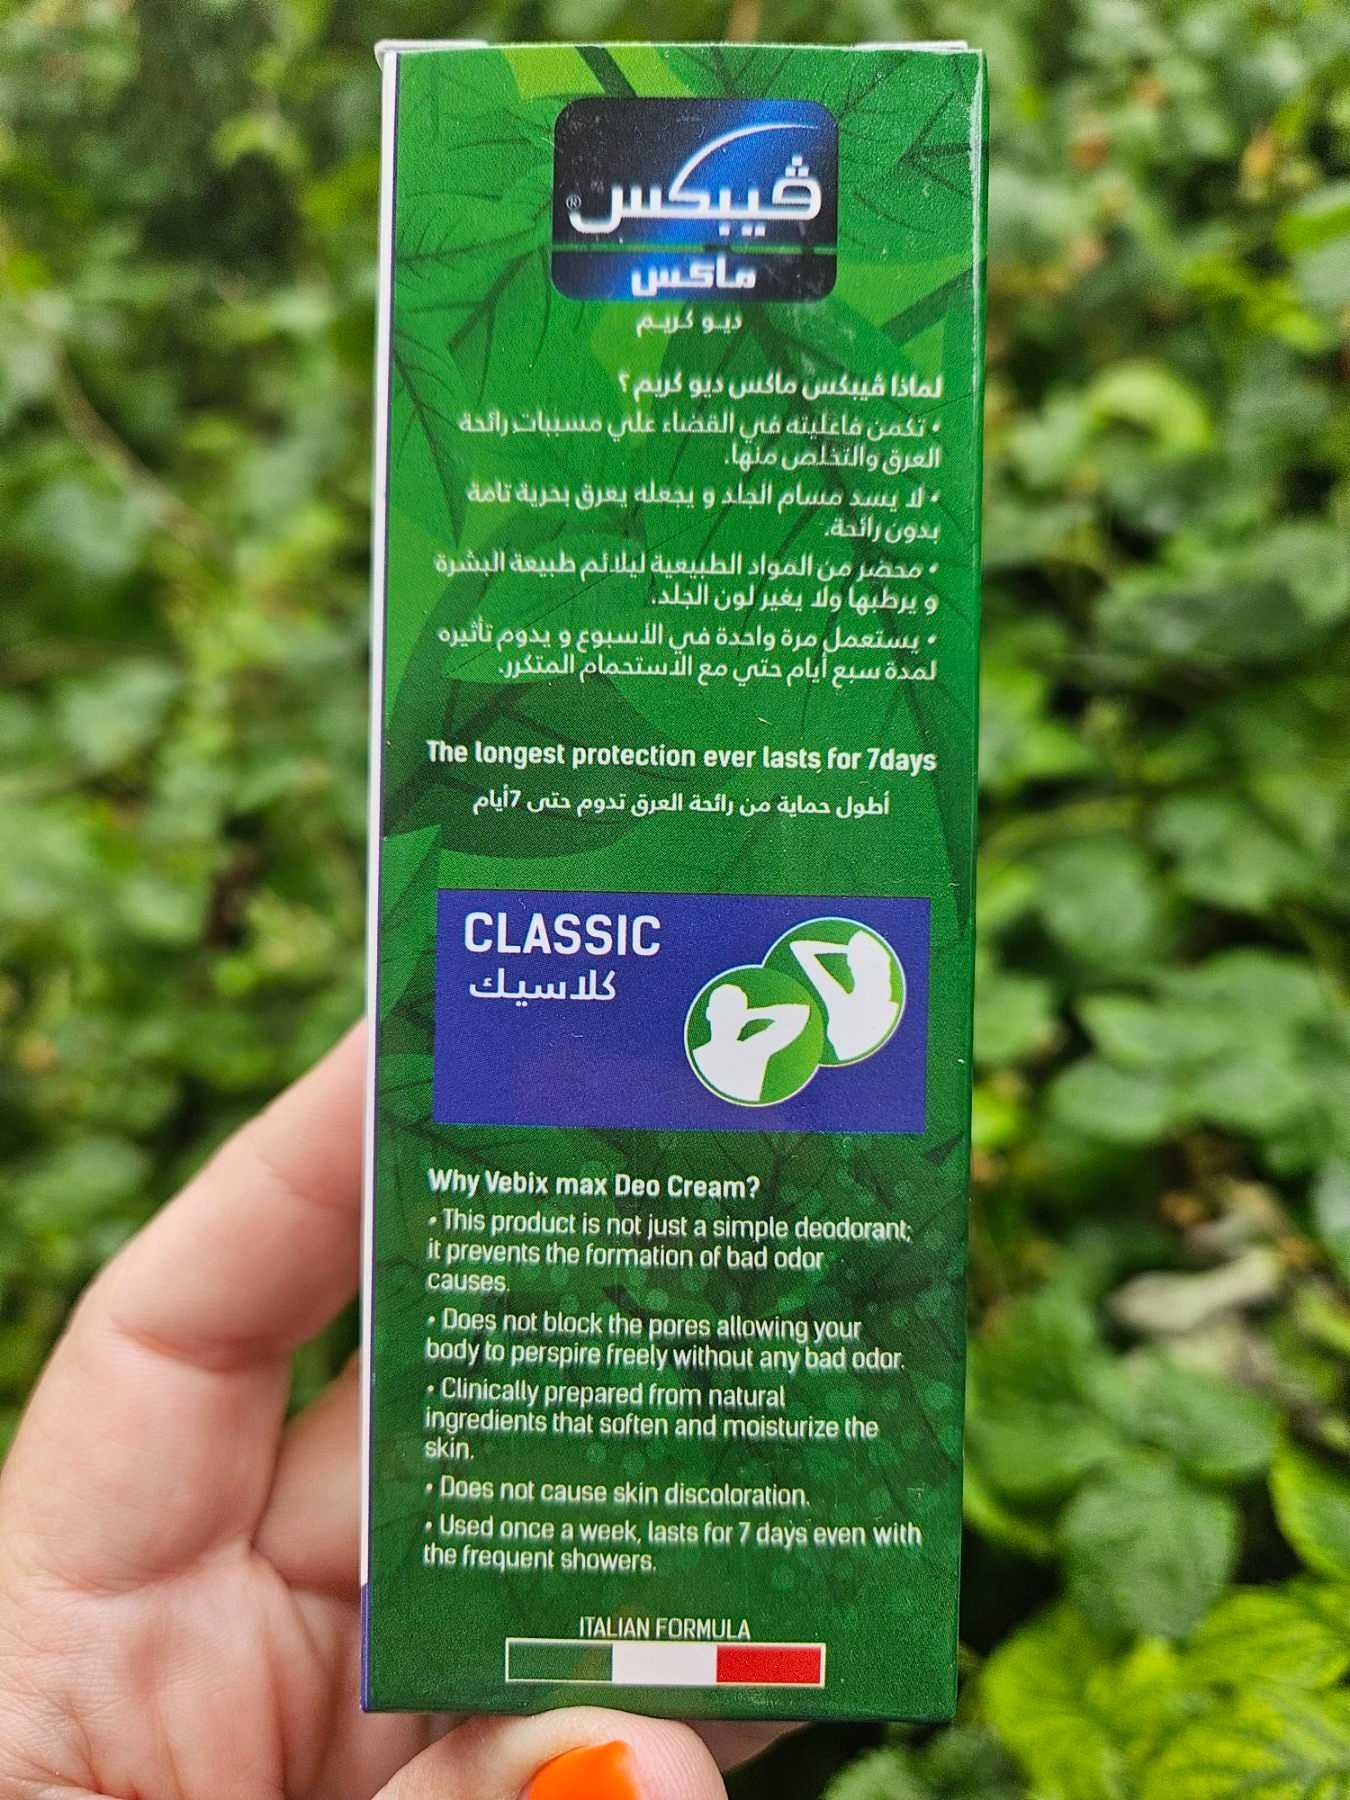 ڤيبكس®
ماكس
ديو كريم
لماذا ڤيبكس ماكس ديو كريم ؟
• تكمن فاعليته في القضاء علي مسببات رائحة
العرق والتخلص منها.
• لا يسد مسام الجلد و يجعله يعرق بحرية تامة
بدون رائحة.
• محضر من المواد الطبيعية ليلائم طبيعة البشرة
و يرطبها ولا يغير لون الجلد.
• يستعمل مرة واحدة في الأسبوع و يدوم تأثيره
لمدة سبع أيام حتي مع الاستحمام المتكرر.
The longest protection ever lasts for 7days
أطول حماية من رائحة العرق تدوم حتى 7أيام
CLASSIC
كلاسيك
Why Vebix max Deo Cream?
• This product is not just a simple deodorant;
it prevents the formation of bad odor
causes.
• Does not block the pores allowing your
body to perspire freely without any bad odor.
• Clinically prepared from natural
ingredients that soften and moisturize the
skin.
• Does not cause skin discoloration.
• Used once a week, lasts for 7 days even with
the frequent showers.
ITALIAN FORMULA